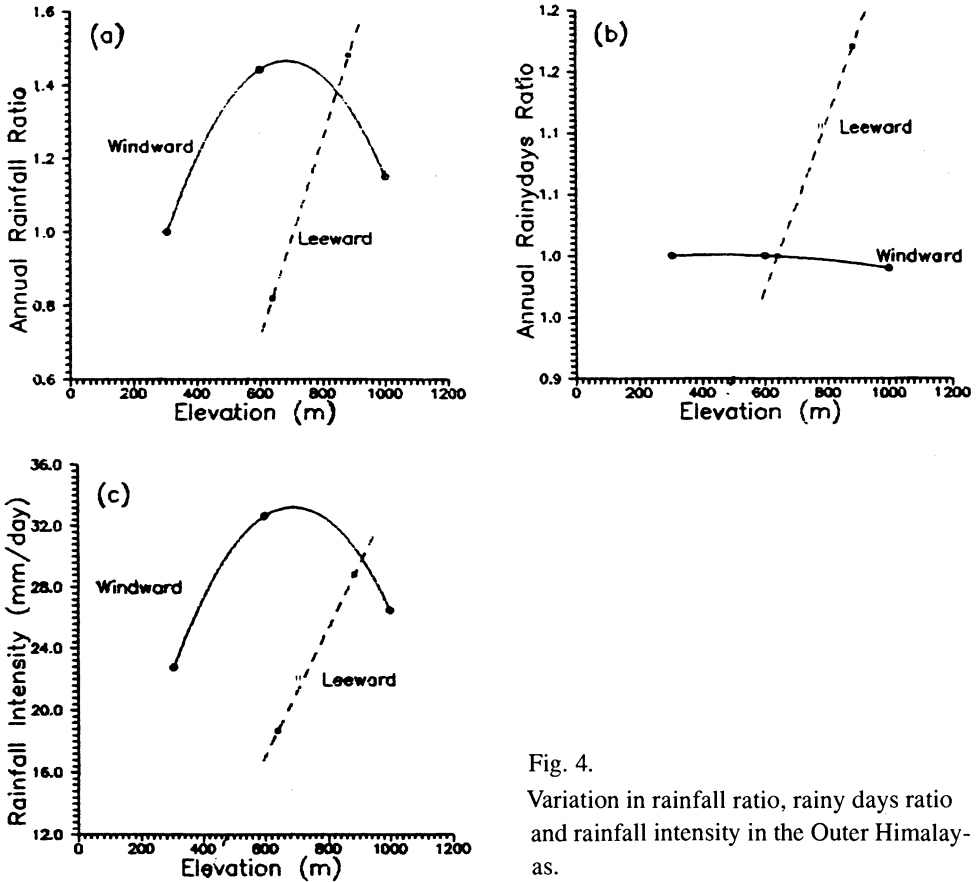 (a)
1.6
1.4
1.2
1.0
0.8
0.6
Annual Rainfall Ratio
Windward
Leeward
0 200 400 600 800 1000 1200
Elevation (m)
(b)
1.2
1.2
1.1
1.1
1.0
1.0
0.9
Annual Rainydays Ratio
Leeward
Windward
0 200 400 600 800 1000 1200
Elevation (m)
(c)
36.0
32.0
28.0
24.0
20.0
16.0
12.0
Rainfall Intensity (mm/day)
Windward
Leeward
0 200 400 600 800 1000 1200
Elevation (m)
Fig. 4.
Variation in rainfall ratio, rainy days ratio
and rainfall intensity in the Outer Himalay-
as.